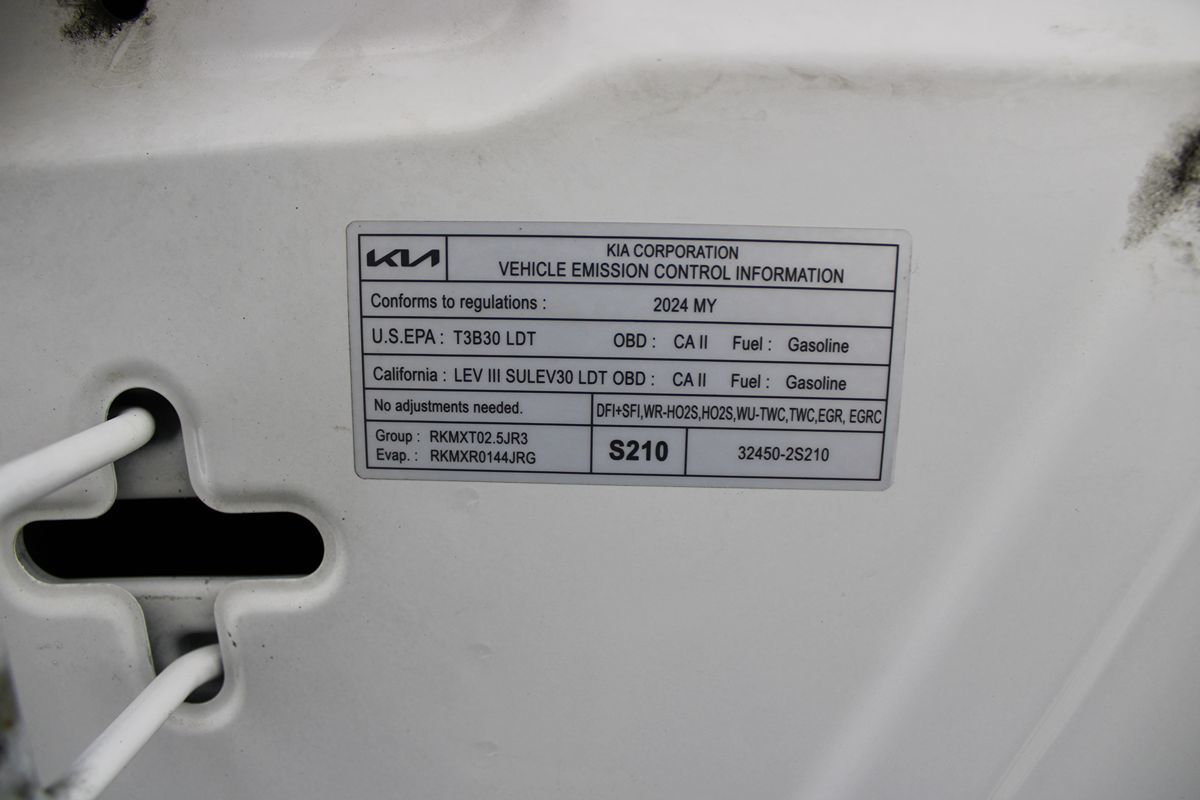 KIA
KIA CORPORATION
VEHICLE EMISSION CONTROL INFORMATION
Conforms to regulations : 2024 MY
U.S.EPA : T3B30 LDT OBD : CA II Fuel : Gasoline
California : LEV III SULEV30 LDT OBD : CA II Fuel : Gasoline
No adjustments needed. DFI+SFI,WR-HO2S,HO2S,WU-TWC,TWC,EGR, EGRC
Group : RKMXT02.5JR3
Evap. : RKMXR0144JRG
S210 32450-2S210